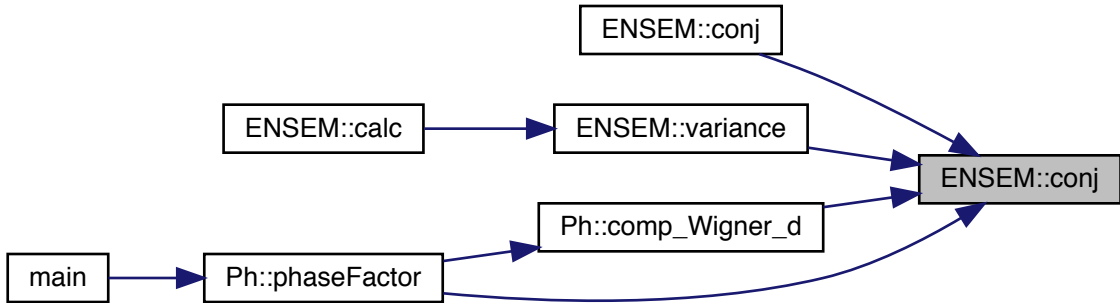 ENSEM::conj
ENSEM::calc
ENSEM::variance
ENSEM::conj
Ph::comp_Wigner_d
main
Ph::phaseFactor